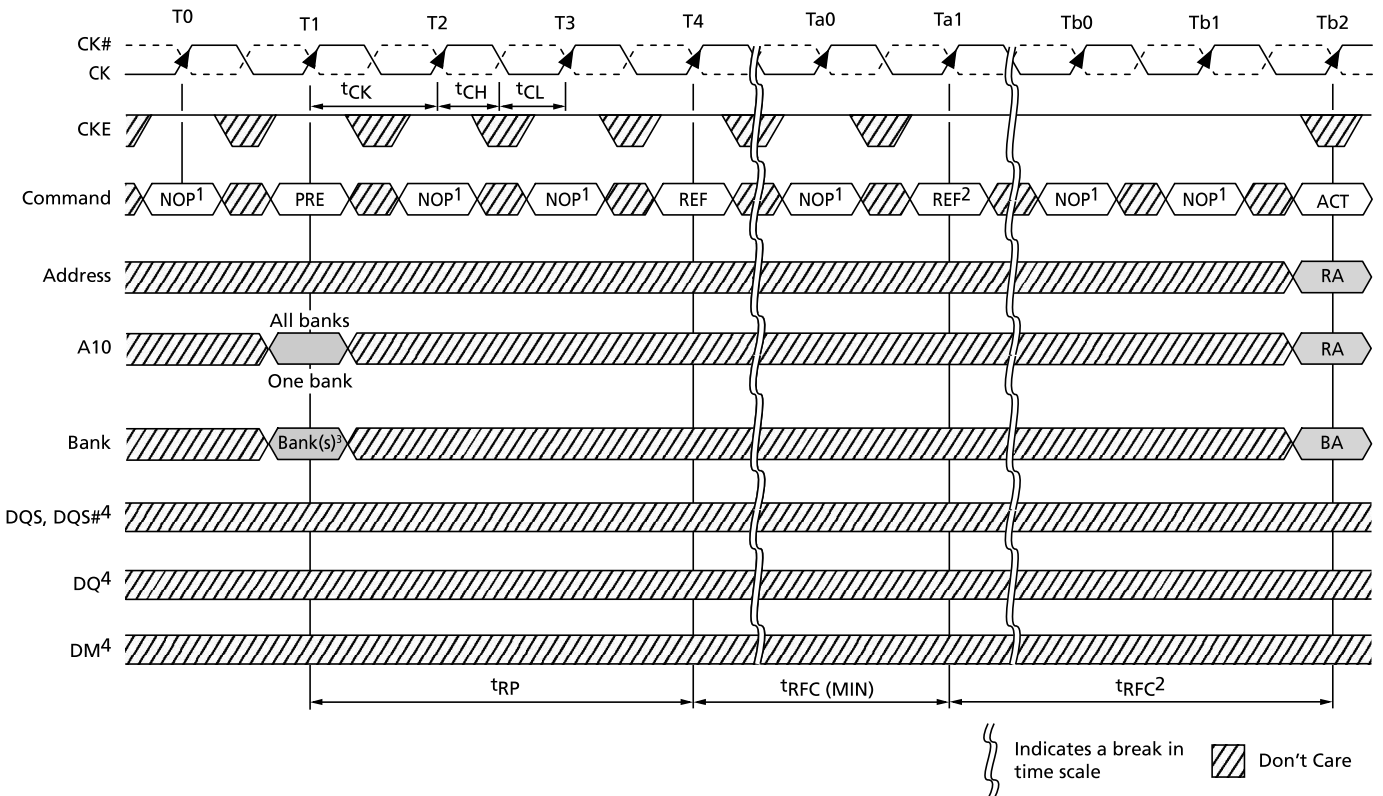 T0 T1 T2 T3 T4 Ta0 Ta1 Tb0 Tb1 Tb2
CK#
CK
tCK tCH tCL
CKE
Command NOP1 PRE NOP1 NOP1 REF NOP1 REF2 NOP1 NOP1 ACT
Address RA
All banks
A10 RA
One bank
Bank Bank(s)3 BA
DQS, DQS#4
DQ4
DM4
tRP tRFC (MIN) tRFC2
Indicates a break in
time scale
Don't Care